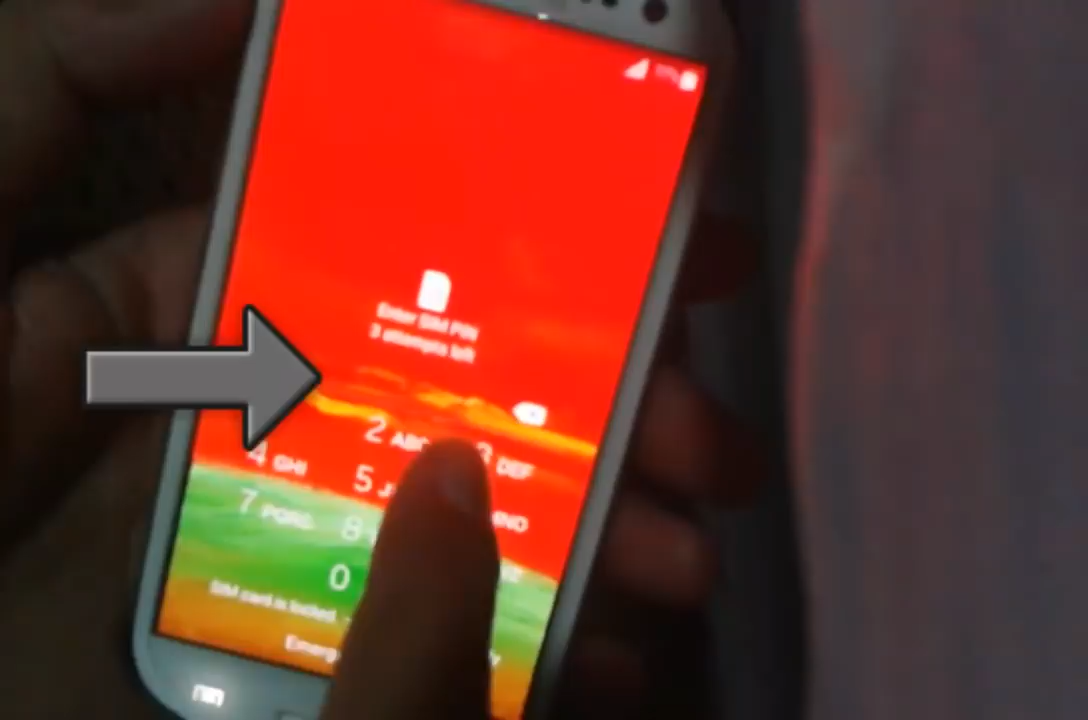 Enter SIM PIN
3 attempts left
2 ABC 3 DEF
4 GHI 5 J
7 PQRS 8
0
SIM card is locked.
Emerg